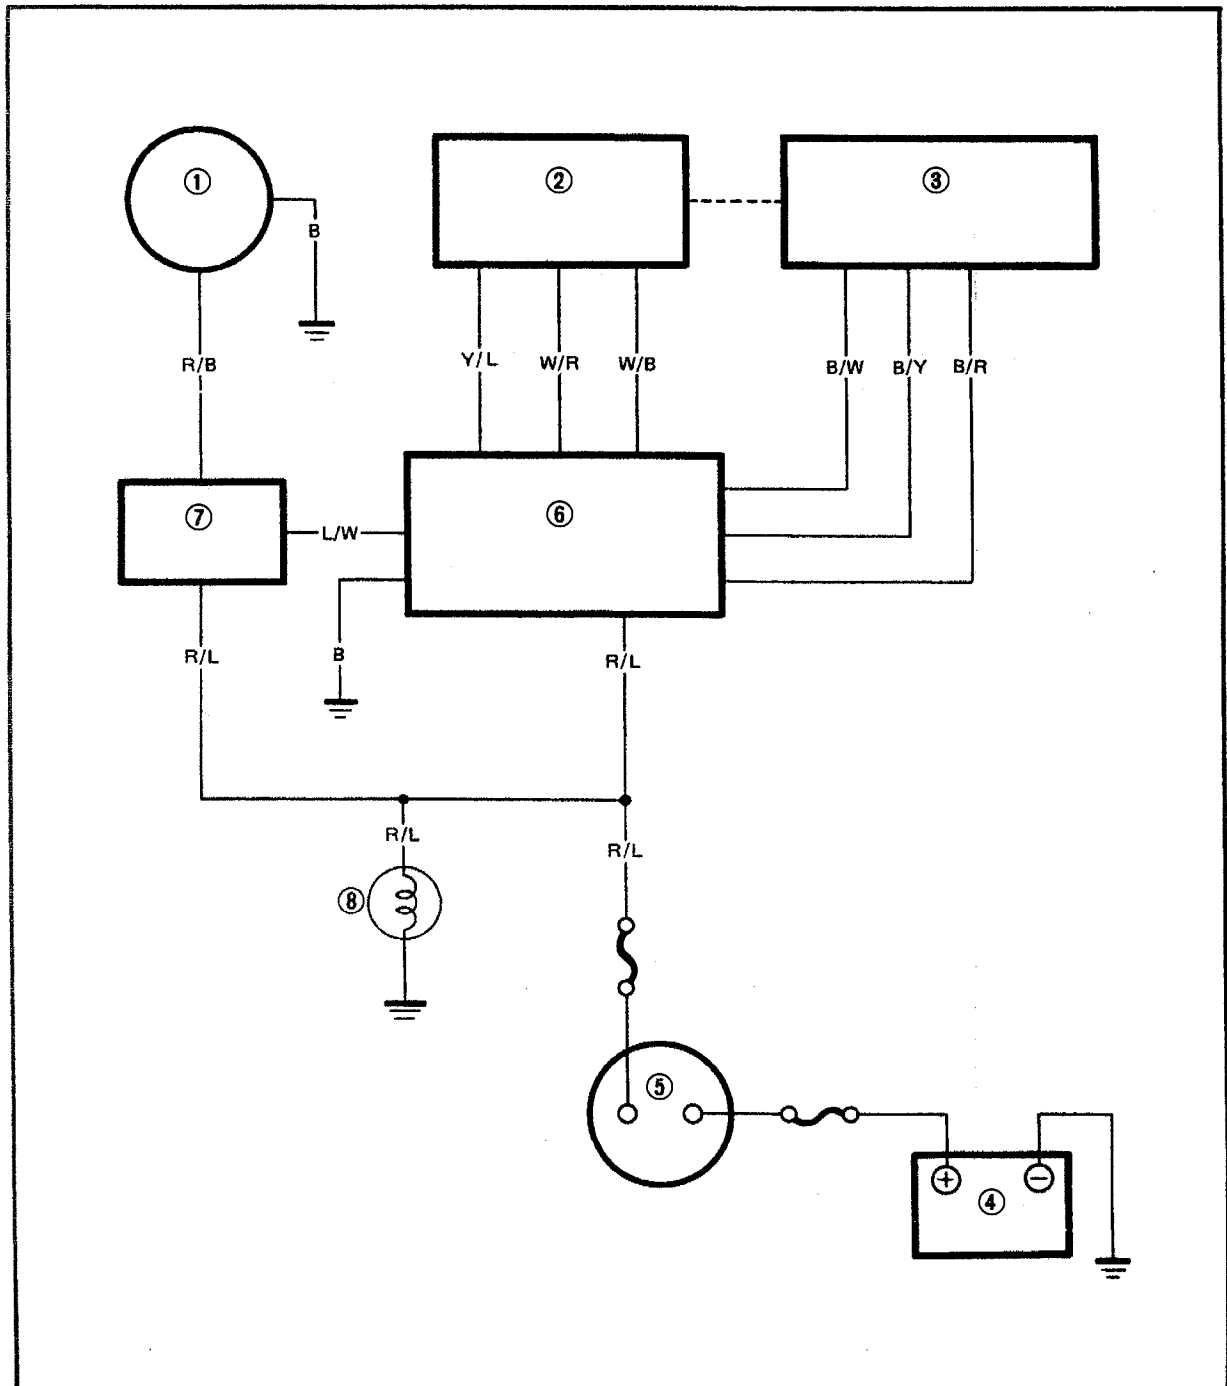 ① ② ③
B
R/B Y/L W/R W/B B/W B/Y B/R
⑦ ⑥
L/W
R/L B R/L
R/L R/L
⑧
⑤
+ −
④